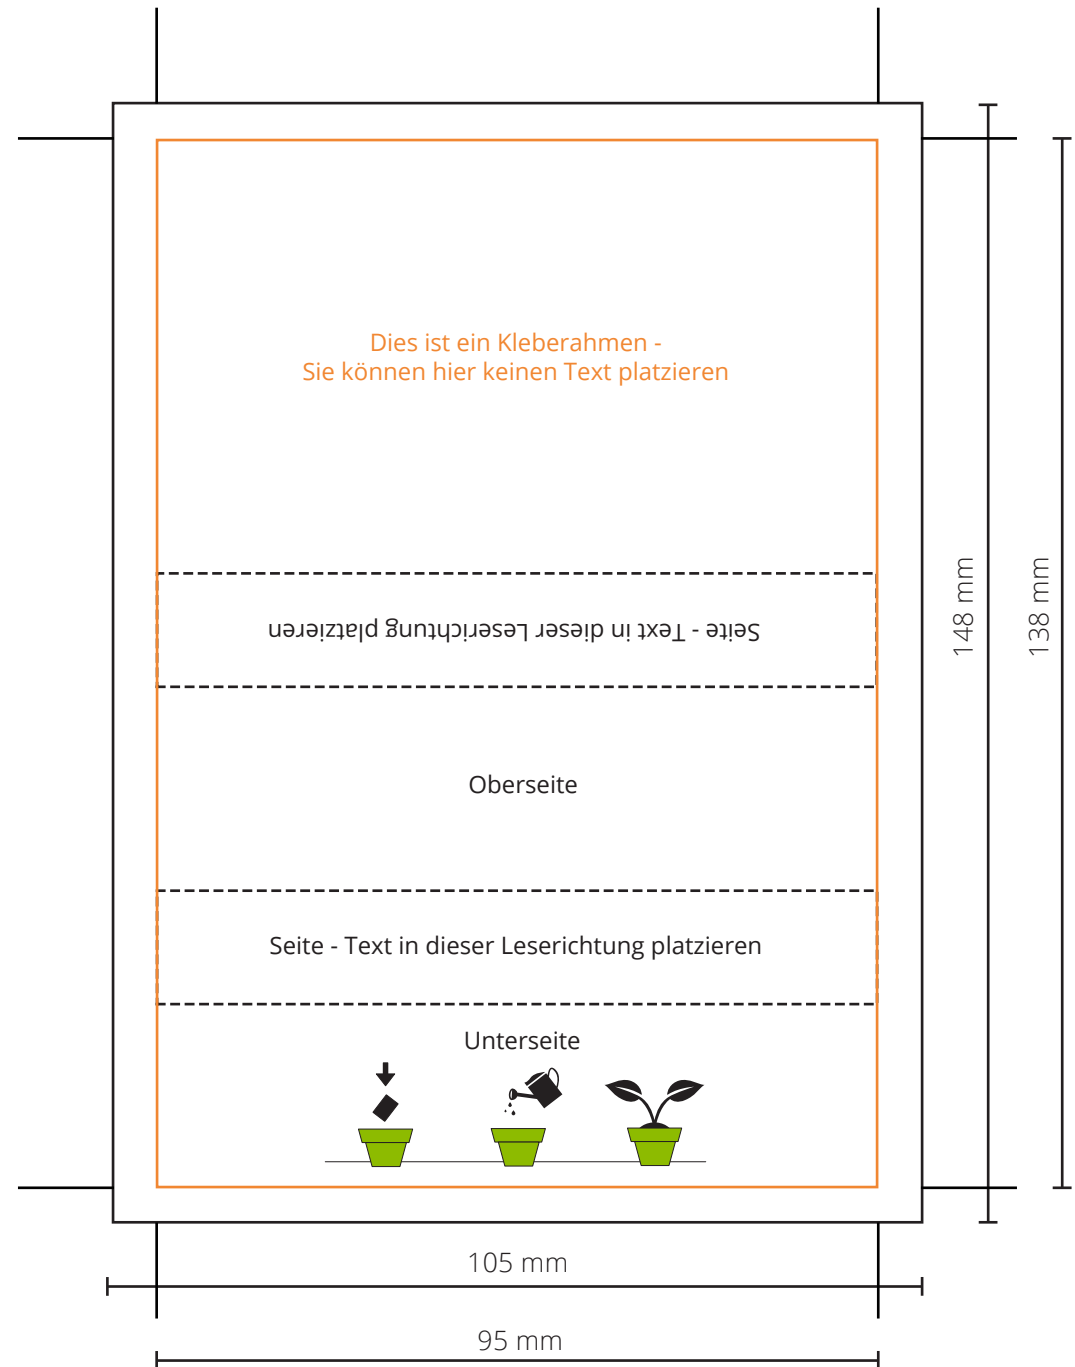 Dies ist ein Kleberahmen -
Sie können hier keinen Text platzieren
Seite - Text in dieser Leserichtung platzieren
Oberseite
Seite - Text in dieser Leserichtung platzieren
Unterseite
148 mm
138 mm
105 mm
95 mm